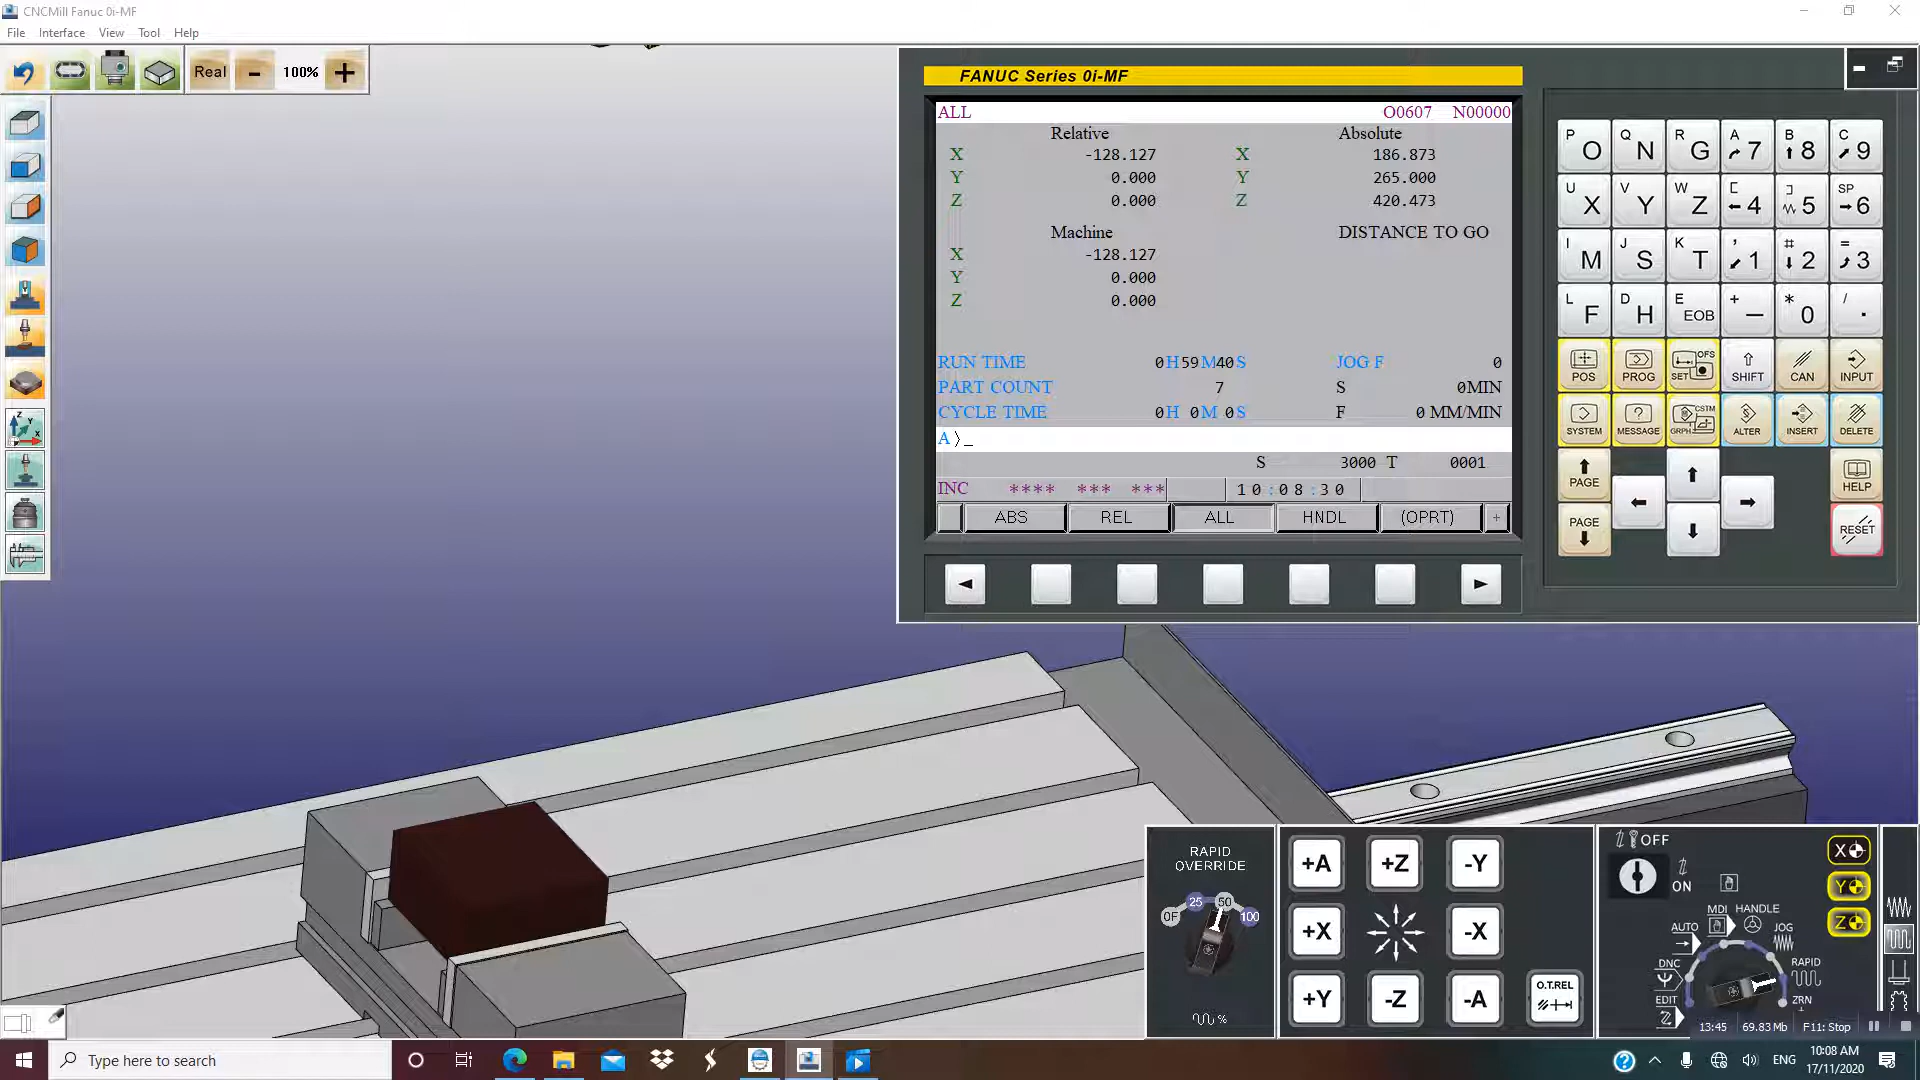 CNCMill Fanuc 0i-MF
File Interface View Tool Help
Real - 100% +
FANUC Series 0i-MF
ALL O0607 N00000
Relative Absolute
X -128.127 X 186.873
Y 0.000 Y 265.000
Z 0.000 Z 420.473
Machine DISTANCE TO GO
X -128.127
Y 0.000
Z 0.000
RUN TIME 0H59M40S JOG F 0
PART COUNT 7 S 0MIN
CYCLE TIME 0H 0M 0S F 0 MM/MIN
A〉_
S 3000 T 0001
INC **** *** *** 10:08:30
ABS REL ALL HNDL (OPRT) +
P O Q N R G A 7 B 8 C 9
U X V Y W Z [ 4 ] 5 SP 6
I M J S K T , 1 # 2 = 3
L F D H E EOB + - * 0 / .
POS PROG OFS SET SHIFT CAN INPUT
SYSTEM MESSAGE CSTM GRPH ALTER INSERT DELETE
PAGE HELP
PAGE RESET
RAPID
OVERRIDE
0F 25 50 100
%
+A +Z -Y
+X -X
+Y -Z -A O.T.REL
OFF
ON
MDI HANDLE
AUTO JOG
DNC RAPID
EDIT ZRN
X
Y
Z
13:45 69.83 Mb F11: Stop
Type here to search
ENG 10:08 AM
17/11/2020